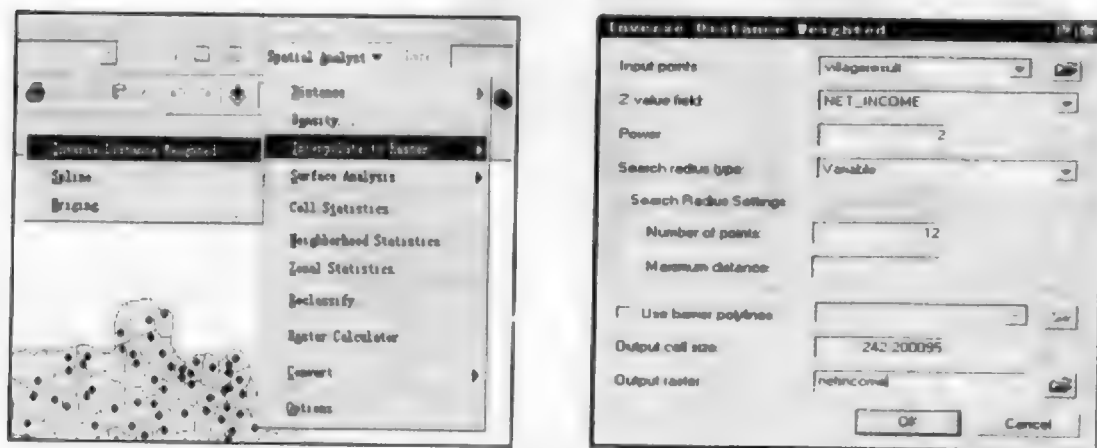 Spatial Analyst
Distance
Density...
Inverse Distance Weighted
Interpolate to Raster
Spline
Surface Analysis
Kriging
Cell Statistics
Neighborhood Statistics
Zonal Statistics
Reclassify
Raster Calculator
Convert
Options
Inverse Distance Weighted
Input points villageresult
Z value field: NET_INCOME
Power 2
Search radius type: Variable
Search Radius Settings
Number of points: 12
Maximum distance:
Use barrier polylines
Output cell size: 242.200095
Output raster: netincome
OK Cancel